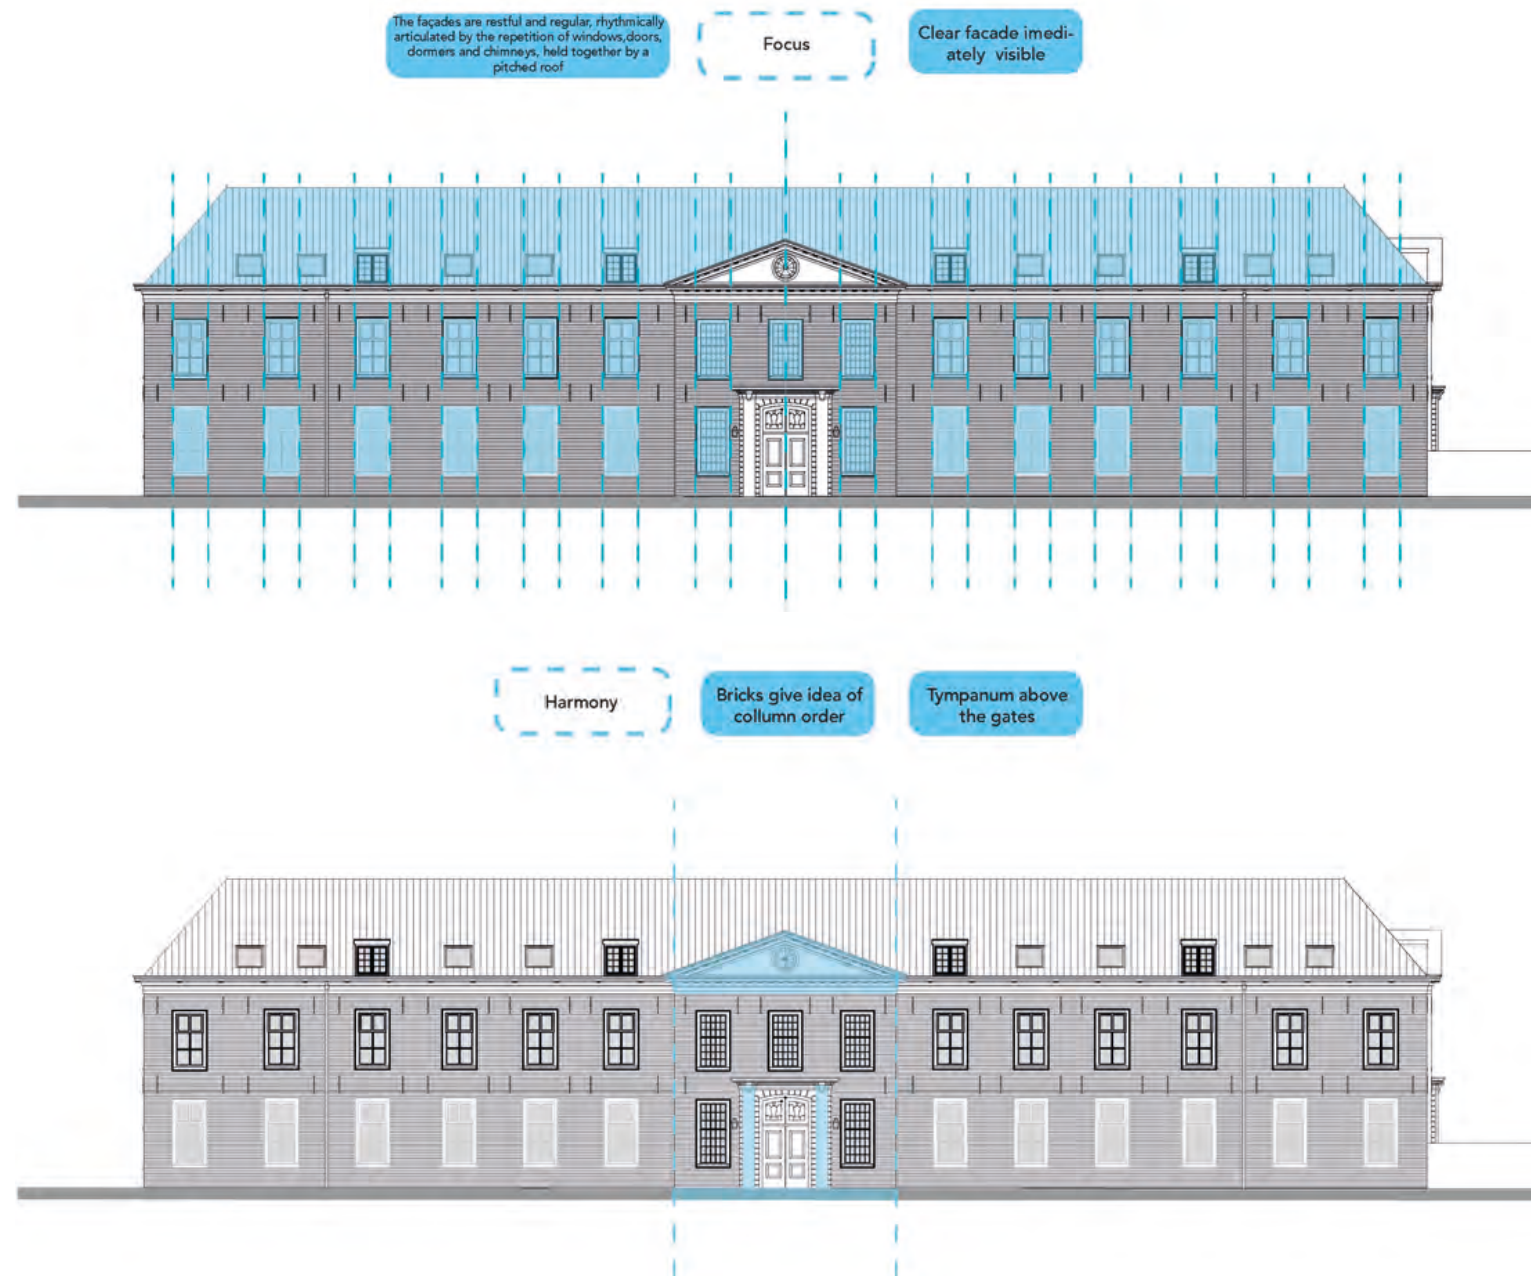 The façades are restful and regular, rhythmically
articulated by the repetition of windows,doors,
dormers and chimneys, held together by a
pitched roof
Focus
Clear facade imedi-
ately visible
Harmony
Bricks give idea of
collumn order
Tympanum above
the gates